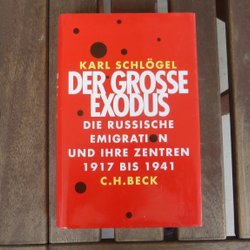 KARL SCHLÖGEL
DER GROSSE
EXODUS
DIE RUSSISCHE
EMIGRATION
UND IHRE ZENTREN
1917 BIS 1941
C.H.BECK